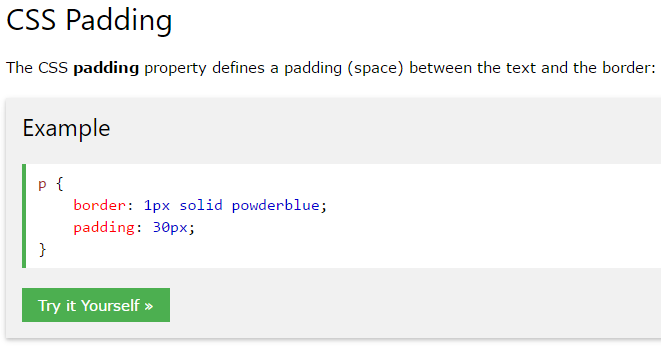 CSS Padding
The CSS padding property defines a padding (space) between the text and the border:
Example
p {
    border: 1px solid powderblue;
    padding: 30px;
}
Try it Yourself »